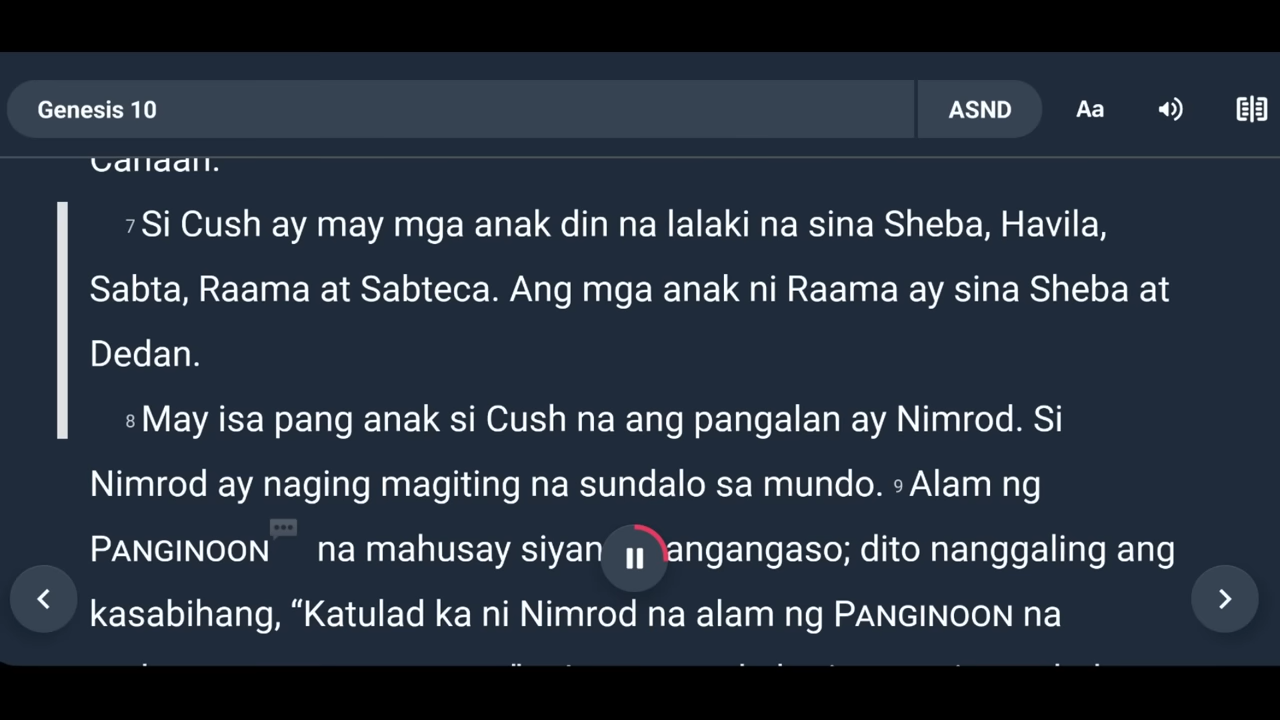 Genesis 10
ASND
Aa
Canaan.
7 Si Cush ay may mga anak din na lalaki na sina Sheba, Havila,
Sabta, Raama at Sabteca. Ang mga anak ni Raama ay sina Sheba at
Dedan.
8 May isa pang anak si Cush na ang pangalan ay Nimrod. Si
Nimrod ay naging magiting na sundalo sa mundo. 9 Alam ng
PANGINOON na mahusay siyan angangaso; dito nanggaling ang
kasabihang, “Katulad ka ni Nimrod na alam ng PANGINOON na